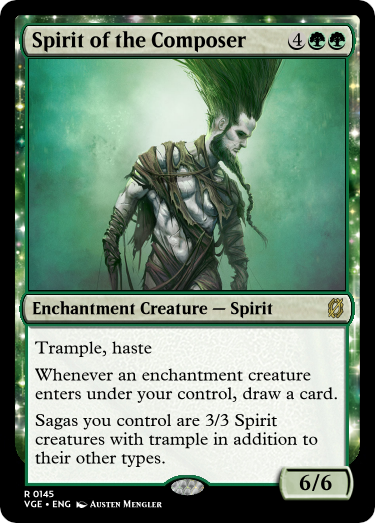 Spirit of the Composer 4
Enchantment Creature — Spirit
Trample, haste
Whenever an enchantment creature
enters under your control, draw a card.
Sagas you control are 3/3 Spirit
creatures with trample in addition to
their other types.
6/6
R 0145
VGE • ENG Austen Mengler